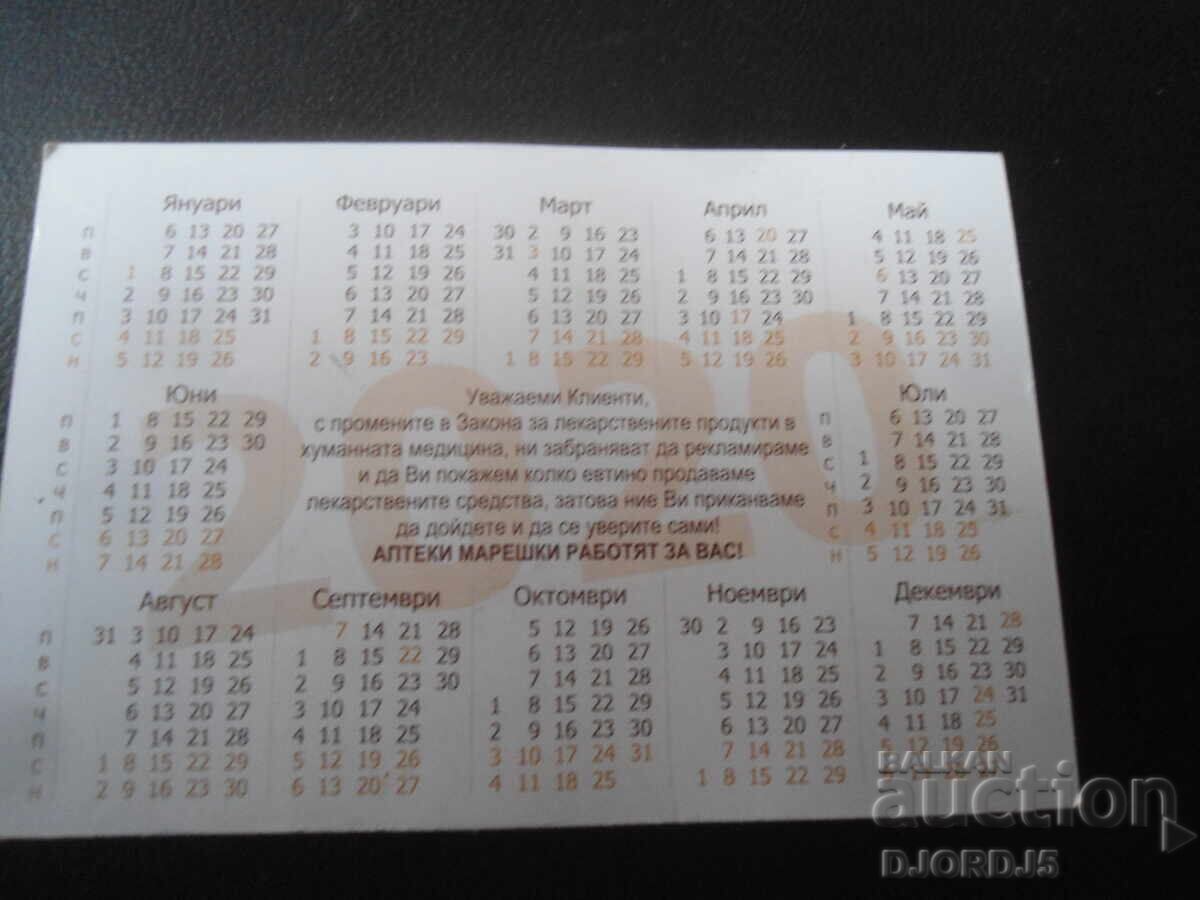 Януари Февруари Март Април Май
п 6 13 20 27 3 10 17 24 30 2 9 16 23 6 13 20 27 4 11 18 25
в 7 14 21 28 4 11 18 25 31 3 10 17 24 7 14 21 28 5 12 19 26
с 1 8 15 22 29 5 12 19 26 4 11 18 25 1 8 15 22 29 6 13 20 27
ч 2 9 16 23 30 6 13 20 27 5 12 19 26 2 9 16 23 30 7 14 21 28
п 3 10 17 24 31 7 14 21 28 6 13 20 27 3 10 17 24 1 8 15 22 29
с 4 11 18 25 1 8 15 22 29 7 14 21 28 4 11 18 25 2 9 16 23 30
н 5 12 19 26 2 9 16 23 1 8 15 22 29 5 12 19 26 3 10 17 24 31
Юни
п 1 8 15 22 29
в 2 9 16 23 30
с 3 10 17 24
ч 4 11 18 25
п 5 12 19 26
с 6 13 20 27
н 7 14 21 28
2020
Уважаеми Клиенти,
с промените в Закона за лекарствените продукти в
хуманната медицина, ни забраняват да рекламираме
и да Ви покажем колко евтино продаваме
лекарствените средства, затова ние Ви приканваме
да дойдете и да се уверите сами!
АПТЕКИ МАРЕШКИ РАБОТЯТ ЗА ВАС!
Юли
п 6 13 20 27
в 7 14 21 28
с 1 8 15 22 29
ч 2 9 16 23 30
п 3 10 17 24 31
с 4 11 18 25
н 5 12 19 26
Август Септември Октомври Ноември Декември
п 31 3 10 17 24 7 14 21 28 5 12 19 26 30 2 9 16 23 7 14 21 28
в 4 11 18 25 1 8 15 22 29 6 13 20 27 3 10 17 24 1 8 15 22 29
с 5 12 19 26 2 9 16 23 30 7 14 21 28 4 11 18 25 2 9 16 23 30
ч 6 13 20 27 3 10 17 24 1 8 15 22 29 5 12 19 26 3 10 17 24 31
п 7 14 21 28 4 11 18 25 2 9 16 23 30 6 13 20 27 4 11 18 25
с 1 8 15 22 29 5 12 19 26 3 10 17 24 31 7 14 21 28 5 12 19 26
н 2 9 16 23 30 6 13 20 27 4 11 18 25 1 8 15 22 29
BALKAN
auction
DJORDJ5